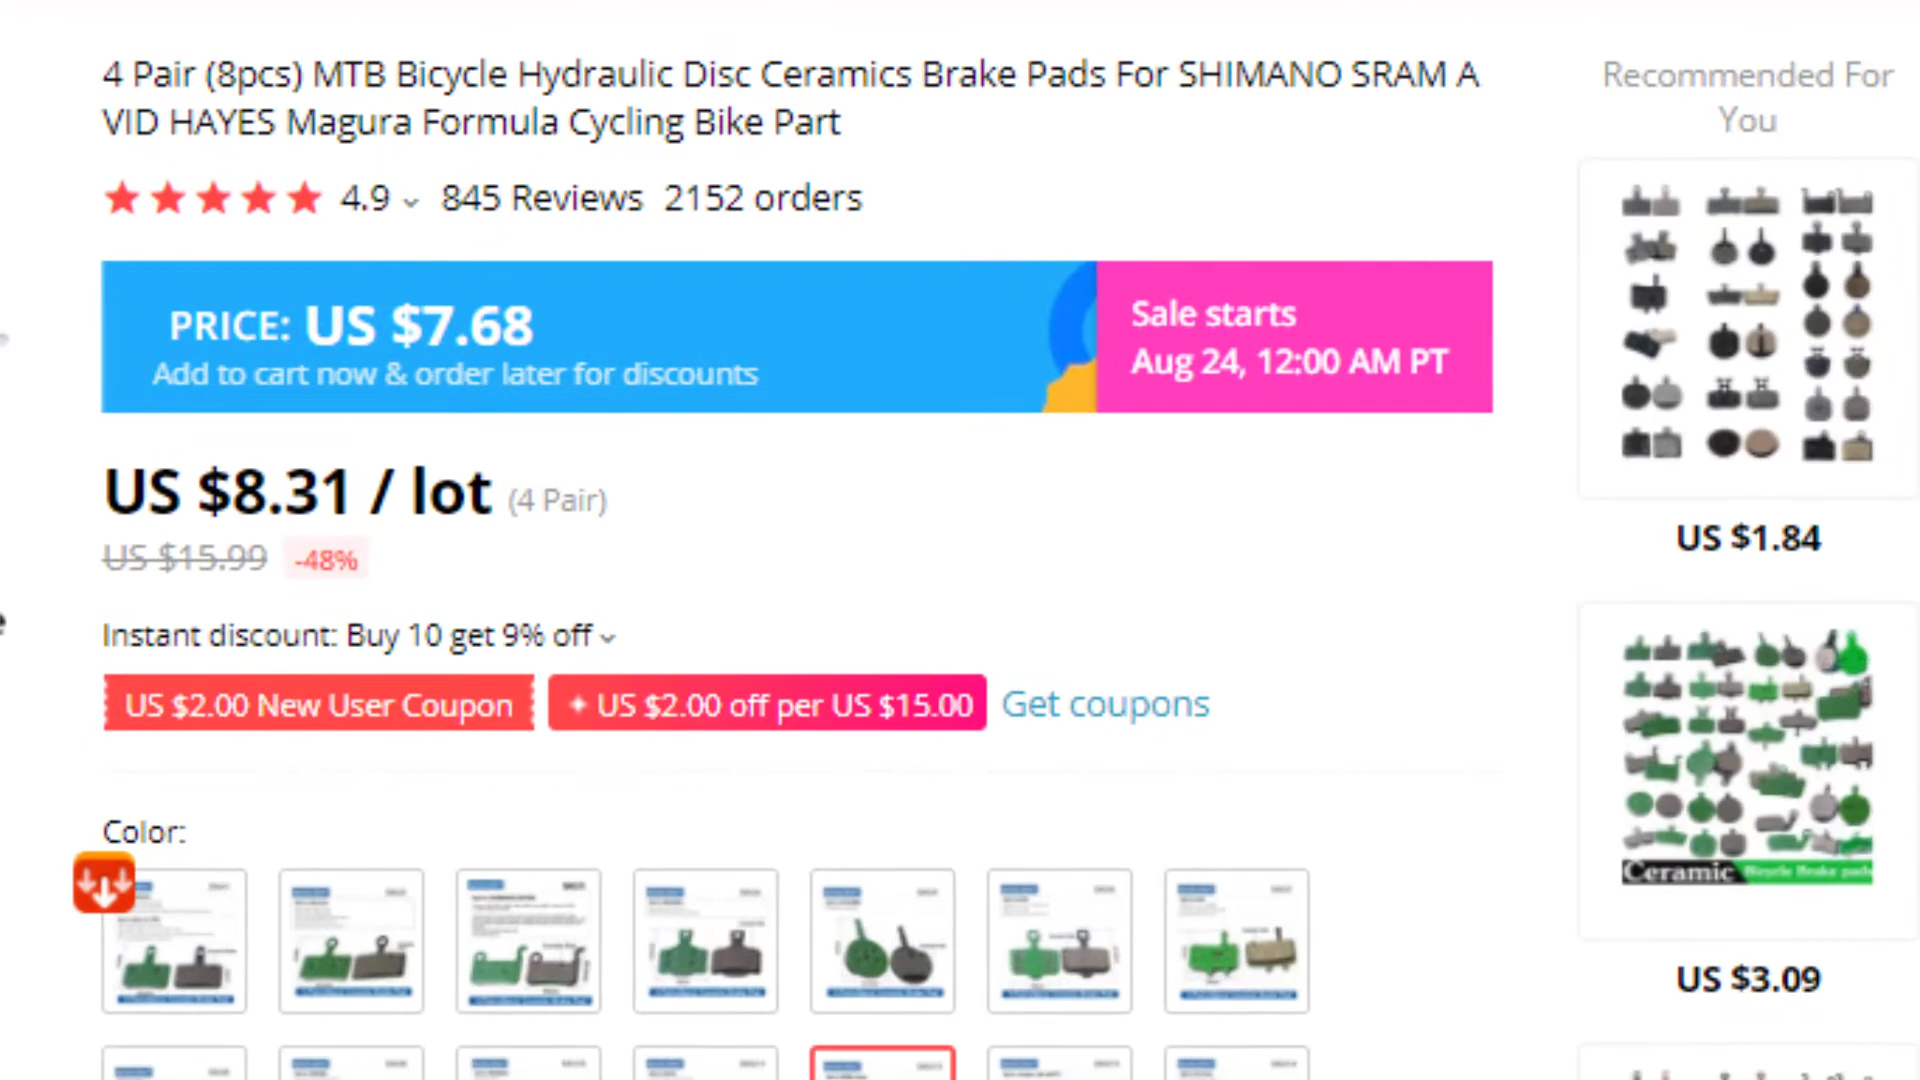 4 Pair (8pcs) MTB Bicycle Hydraulic Disc Ceramics Brake Pads For SHIMANO SRAM A
VID HAYES Magura Formula Cycling Bike Part
4.9 845 Reviews 2152 orders
PRICE: US $7.68
Add to cart now & order later for discounts
Sale starts
Aug 24, 12:00 AM PT
US $8.31 / lot (4 Pair)
US $15.99 -48%
Instant discount: Buy 10 get 9% off
US $2.00 New User Coupon
US $2.00 off per US $15.00
Get coupons
Color:
Recommended For
You
US $1.84
Ceramic Bicycle Brake pads
US $3.09